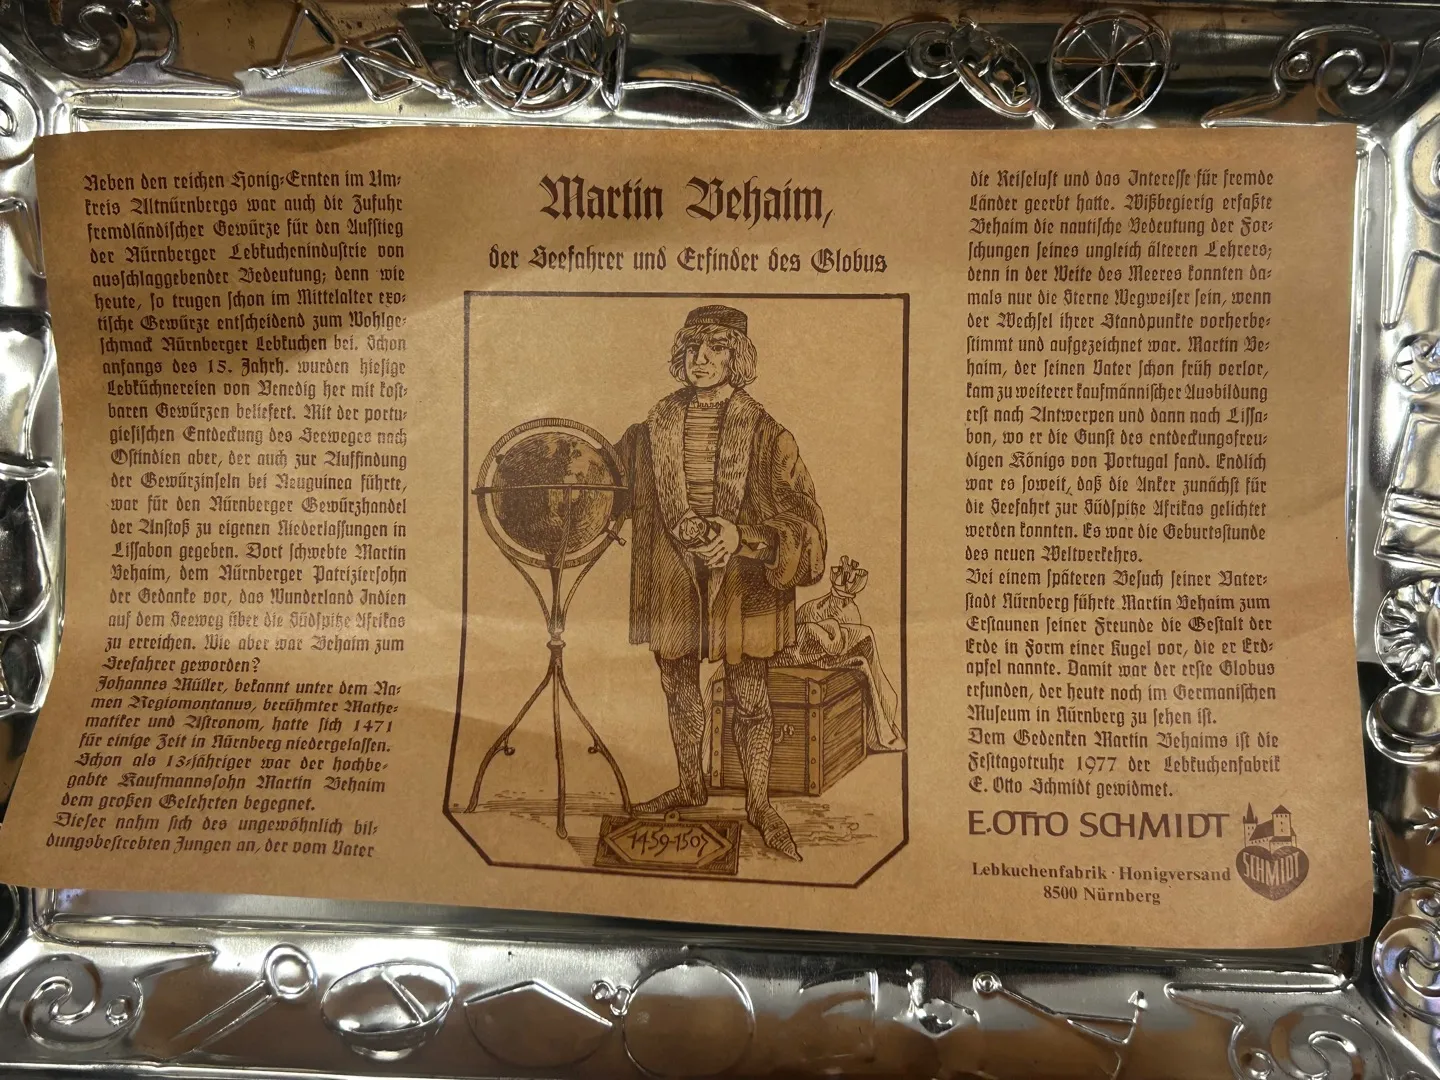 Neben den reichen Honig-Ernten im Um-
kreis Altnürnbergs war auch die Zufuhr
fremdländischer Gewürze für den Aufstieg
der Nürnberger Lebkuchenindustrie von
ausschlaggebender Bedeutung; denn wie
heute, so trugen schon im Mittelalter exo-
tische Gewürze entscheidend zum Wohlge-
schmack Nürnberger Lebkuchen bei. Schon
anfangs des 15. Jahrh. wurden hiesige
Lebküchnereien von Venedig her mit kost-
baren Gewürzen beliefert. Mit der portu-
giesischen Entdeckung des Seeweges nach
Ostindien aber, der auch zur Auffindung
der Gewürzinseln bei Neuguinea führte,
war für den Nürnberger Gewürzhandel
der Anstoß zu eigenen Niederlassungen in
Lissabon gegeben. Dort schwebte Martin
Behaim, dem Nürnberger Patriziersohn
der Gedanke vor, das Wunderland Indien
auf dem Seeweg über die Südspitze Afrikas
zu erreichen. Wie aber war Behaim zum
Seefahrer geworden?
Johannes Müller, bekannt unter dem Na-
men Regiomontanus, berühmter Mathe-
matiker und Astronom, hatte sich 1471
für einige Zeit in Nürnberg niedergelassen.
Schon als 13-jähriger war der hochbe-
gabte Kaufmannssohn Martin Behaim
dem großen Gelehrten begegnet.
Dieser nahm sich des ungewöhnlich bil-
dungsbestrebten Jungen an, der vom Vater
Martin Behaim,
der Seefahrer und Erfinder des Globus
1459-1507
die Reiselust und das Interesse für fremde
Länder geerbt hatte. Wißbegierig erfaßte
Behaim die nautische Bedeutung der For-
schungen seines ungleich älteren Lehrers;
denn in der Weite des Meeres konnten da-
mals nur die Sterne Wegweiser sein, wenn
der Wechsel ihrer Standpunkte vorherbe-
stimmt und aufgezeichnet war. Martin Be-
haim, der seinen Vater schon früh verlor,
kam zu weiterer kaufmännischer Ausbildung
erst nach Antwerpen und dann nach Lissa-
bon, wo er die Gunst des entdeckungsfreu-
digen Königs von Portugal fand. Endlich
war es soweit, daß die Anker zunächst für
die Seefahrt zur Südspitze Afrikas gelichtet
werden konnten. Es war die Geburtsstunde
des neuen Weltverkehrs.
Bei einem späteren Besuch seiner Vater-
stadt Nürnberg führte Martin Behaim zum
Erstaunen seiner Freunde die Gestalt der
Erde in Form einer Kugel vor, die er Erd-
apfel nannte. Damit war der erste Globus
erfunden, der heute noch im Germanischen
Museum in Nürnberg zu sehen ist.
Dem Gedenken Martin Behaims ist die
Festtagstruhe 1977 der Lebkuchenfabrik
E. Otto Schmidt gewidmet.
E. OTTO SCHMIDT
SCHMIDT
Lebkuchenfabrik · Honigversand
8500 Nürnberg